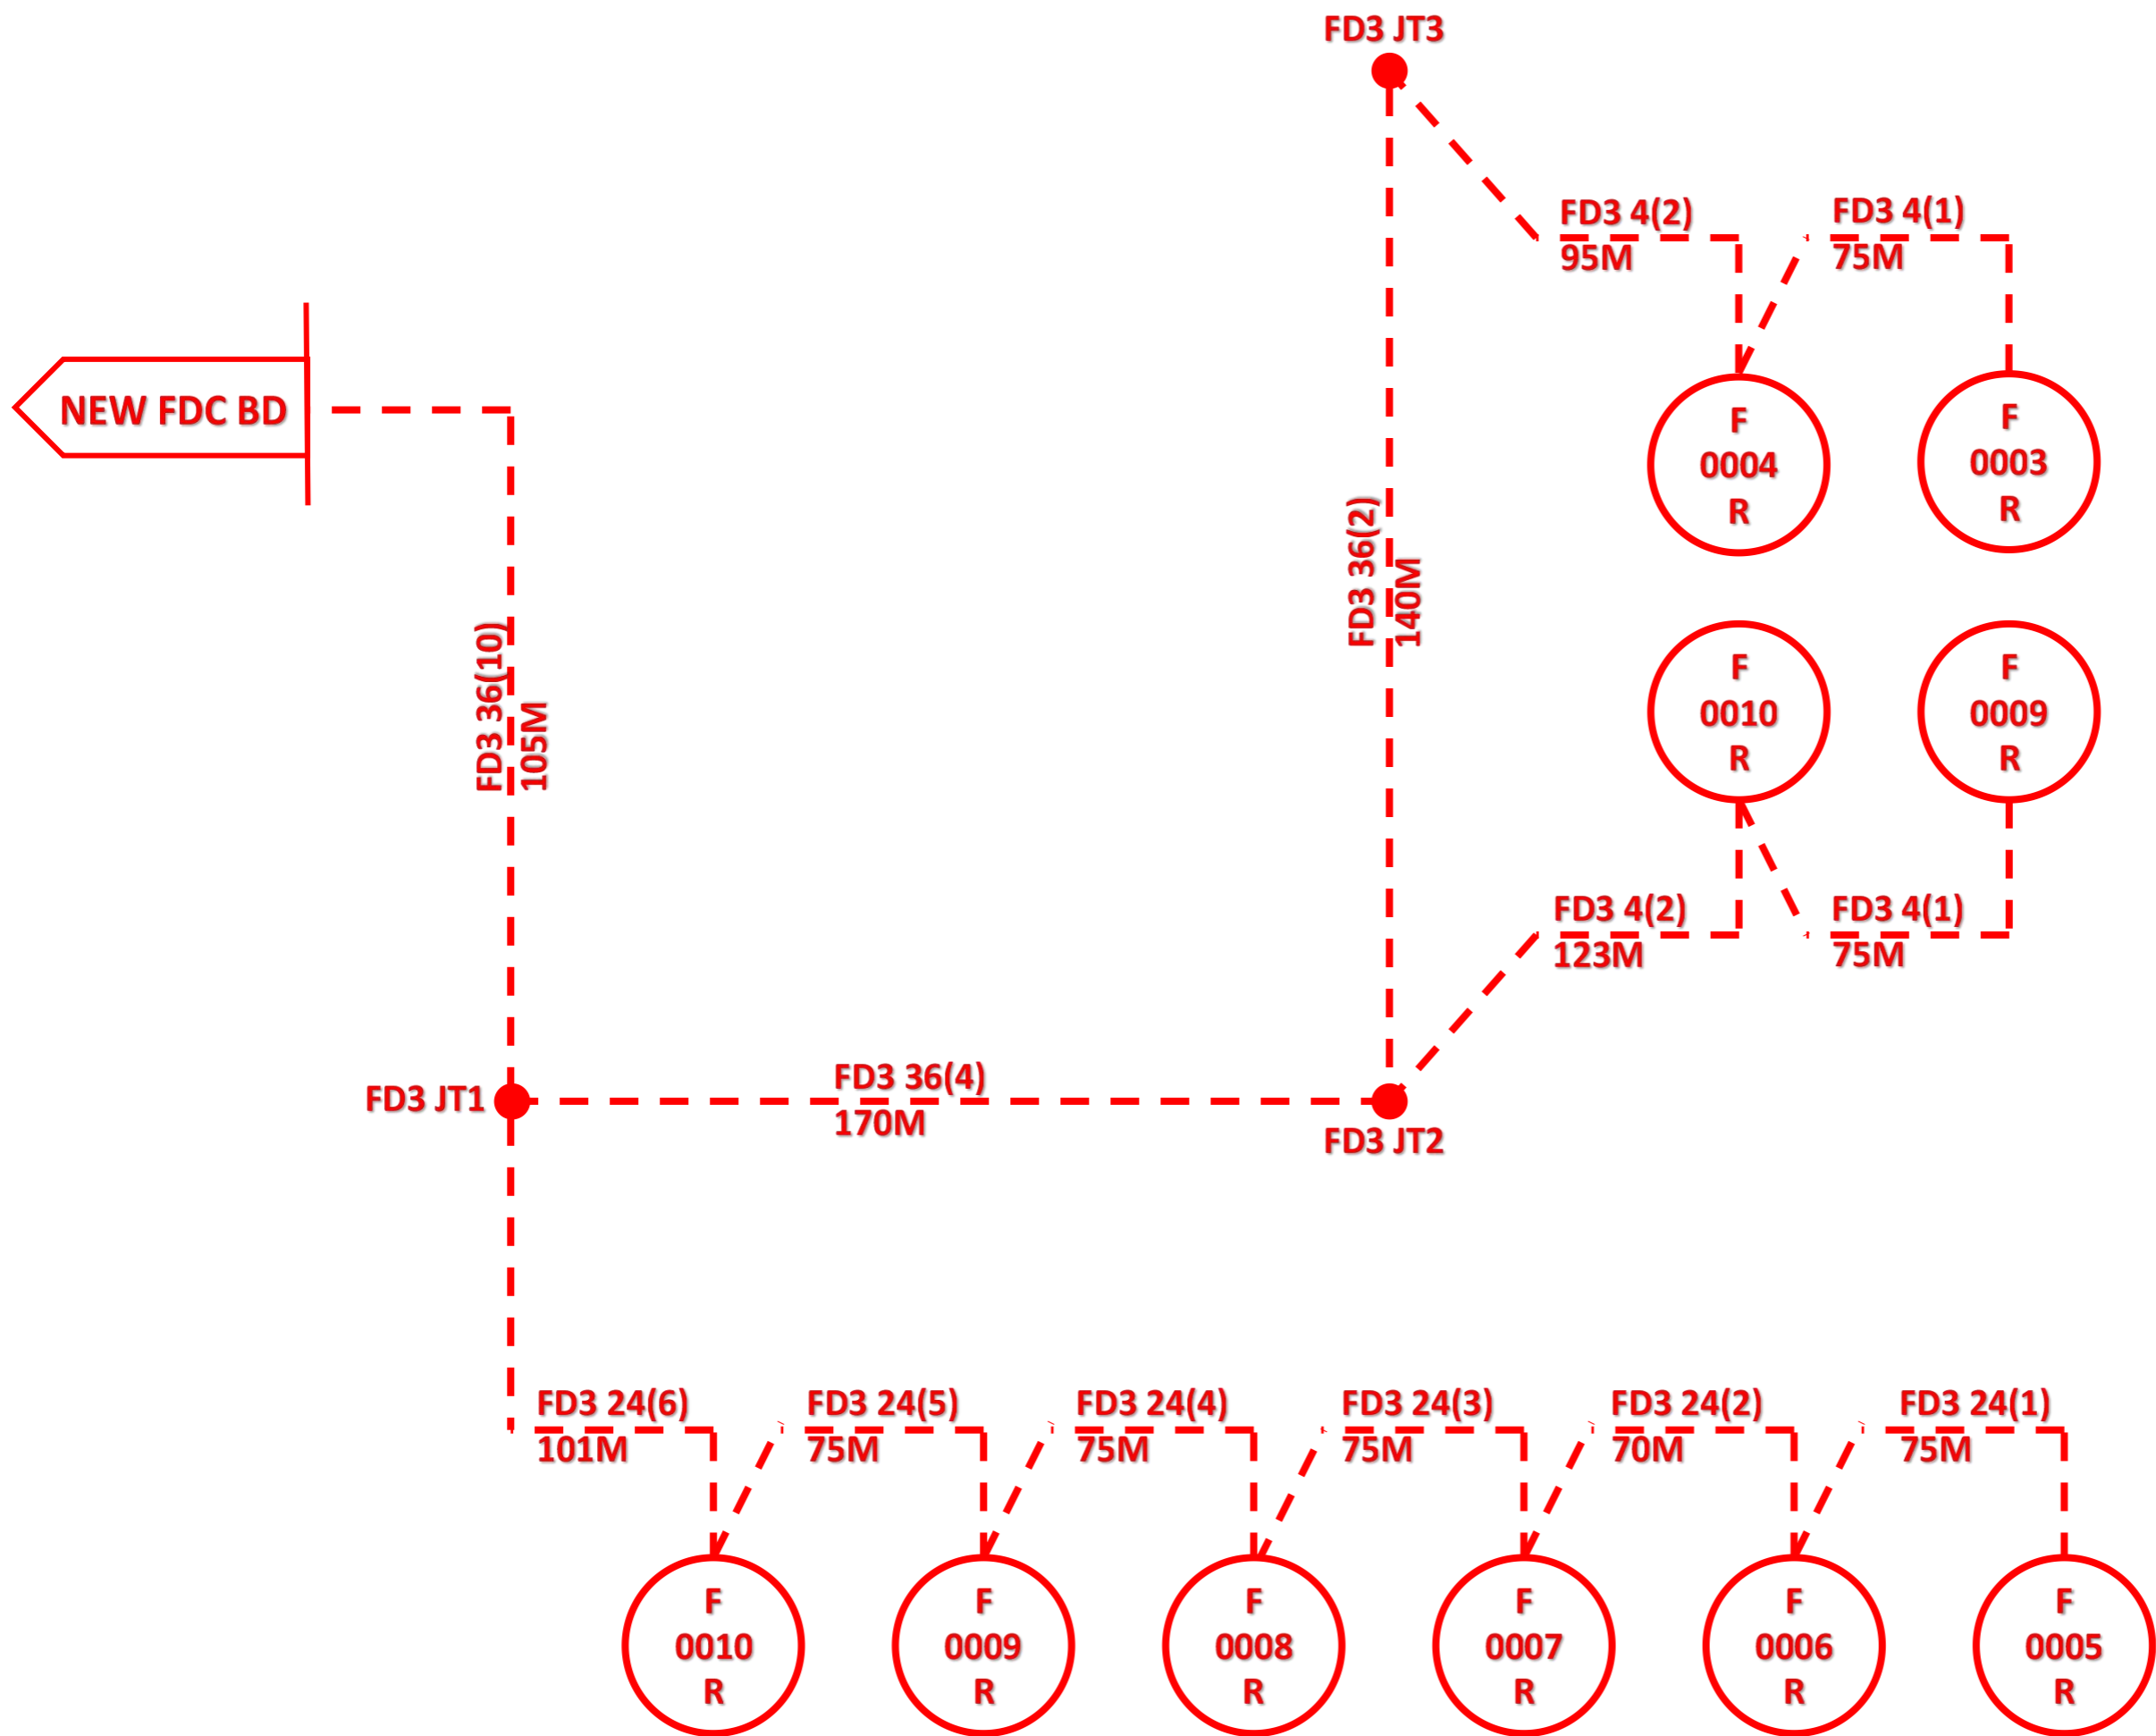 FD3 JT3
FD3 4(2)
95M
FD3 4(1)
75M
NEW FDC BD
F
0004
R
F
0003
R
FD3 36(10)
105M
FD3 36(2)
140M
F
0010
R
F
0009
R
FD3 4(2)
123M
FD3 4(1)
75M
FD3 JT1
FD3 36(4)
170M
FD3 JT2
FD3 24(6)
101M
FD3 24(5)
75M
FD3 24(4)
75M
FD3 24(3)
75M
FD3 24(2)
70M
FD3 24(1)
75M
F
0010
R
F
0009
R
F
0008
R
F
0007
R
F
0006
R
F
0005
R